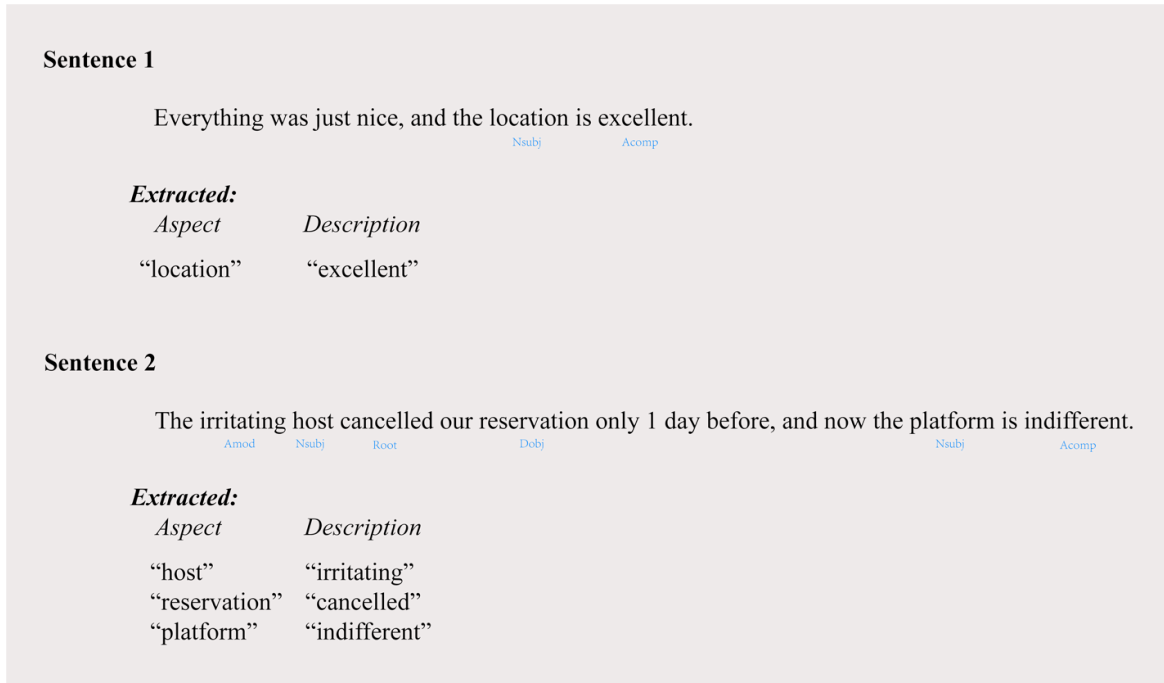 Sentence 1
Everything was just nice, and the location is excellent.
Nsubj Acomp
Extracted:
Aspect Description
“location” “excellent”
Sentence 2
The irritating host cancelled our reservation only 1 day before, and now the platform is indifferent.
Amod Nsubj Root Dobj Nsubj Acomp
Extracted:
Aspect Description
“host” “irritating”
“reservation” “cancelled”
“platform” “indifferent”